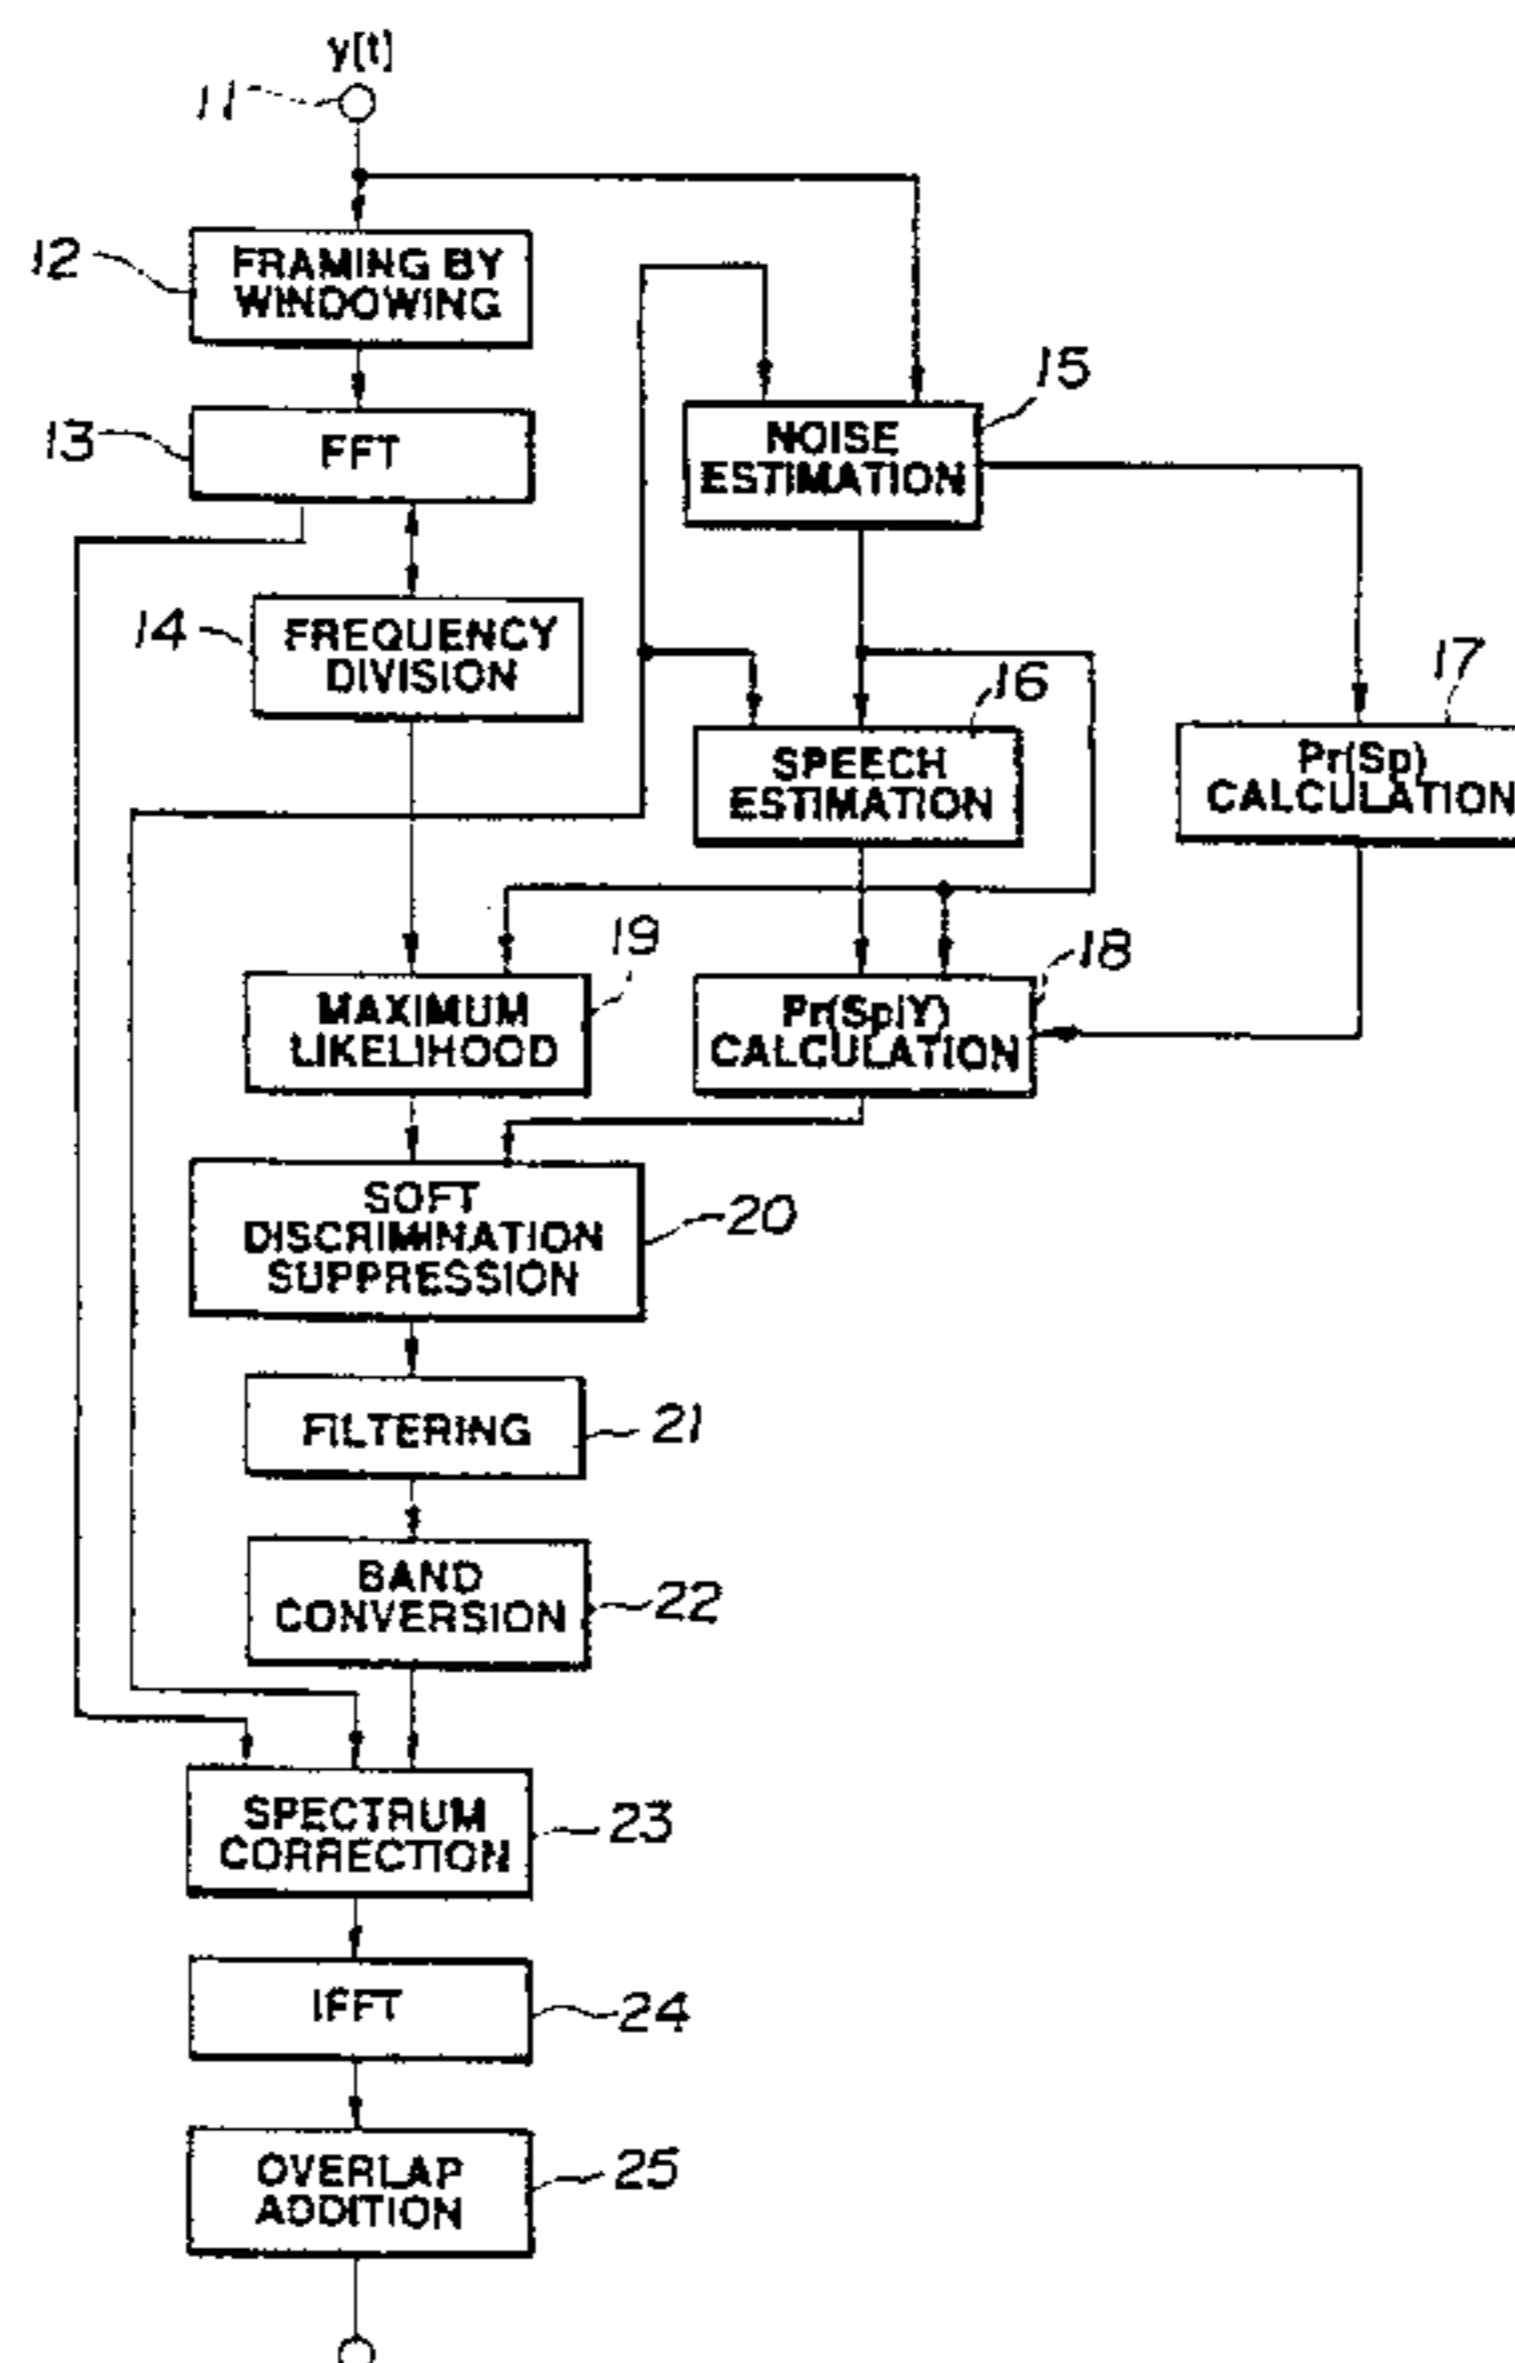 y[t]
11
12
FRAMING BY
WINDOWING
13
FFT
15
NOISE
ESTIMATION
14
FREQUENCY
DIVISION
16
SPEECH
ESTIMATION
17
Pr(Sp)
CALCULATION
19
MAXIMUM
LIKELIHOOD
18
Pr(Sp|Y)
CALCULATION
SOFT
DISCRIMINATION
SUPPRESSION
20
FILTERING
21
BAND
CONVERSION
22
SPECTRUM
CORRECTION
23
IFFT
24
OVERLAP
ADDITION
25